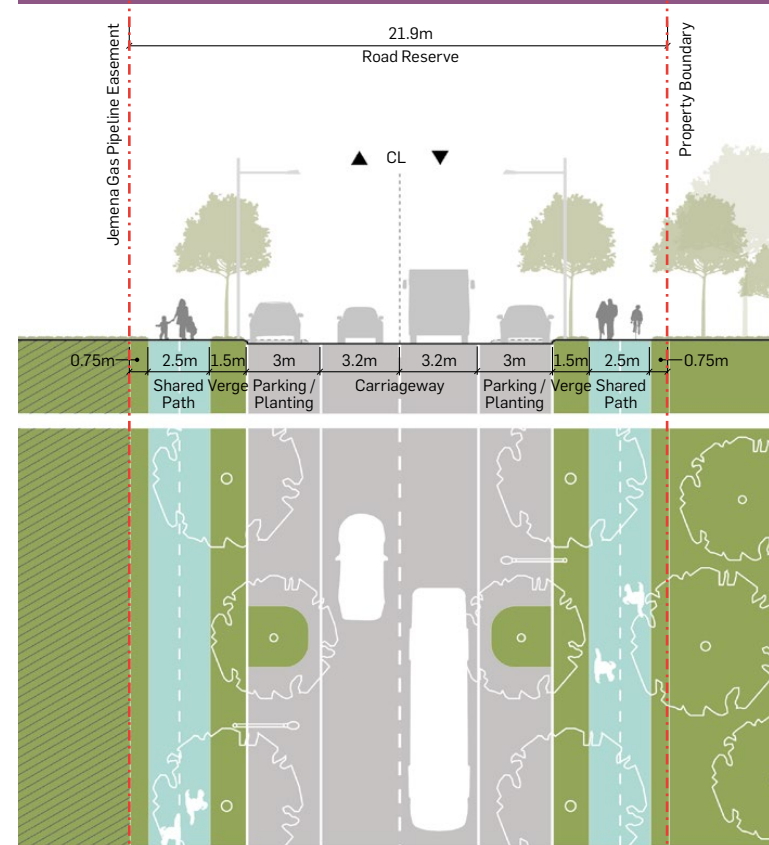 21.9m
Road Reserve
Jemena Gas Pipeline Easement
Property Boundary
CL
0.75m
2.5m
1.5m
3m
3.2m
3.2m
3m
1.5m
2.5m
0.75m
Shared
Path
Verge
Parking /
Planting
Carriageway
Parking /
Planting
Verge
Shared
Path